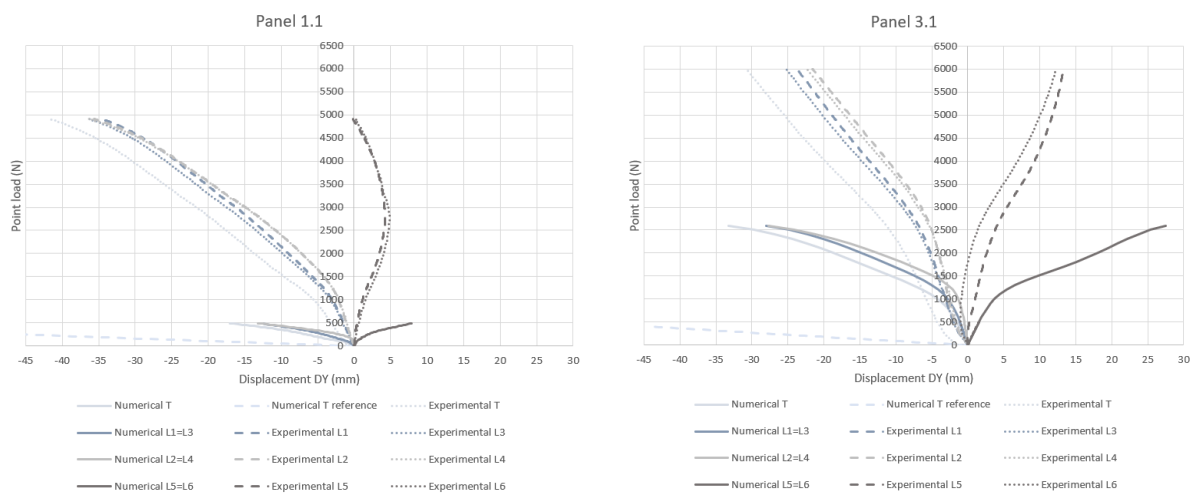 Panel 1.1
6500
6000
5500
5000
4500
4000
3500
3000
2500
2000
1500
1000
500
0
Point load (N)
-45 -40 -35 -30 -25 -20 -15 -10 -5 0 5 10 15 20 25 30
Displacement DY (mm)
Numerical T Numerical T reference Experimental T
Numerical L1=L3 Experimental L1 Experimental L3
Numerical L2=L4 Experimental L2 Experimental L4
Numerical L5=L6 Experimental L5 Experimental L6
Panel 3.1
6500
6000
5500
5000
4500
4000
3500
3000
2500
2000
1500
1000
500
0
Point load (N)
-45 -40 -35 -30 -25 -20 -15 -10 -5 0 5 10 15 20 25 30
Displacement DY (mm)
Numerical T Numerical T reference Experimental T
Numerical L1=L3 Experimental L1 Experimental L3
Numerical L2=L4 Experimental L2 Experimental L4
Numerical L5=L6 Experimental L5 Experimental L6